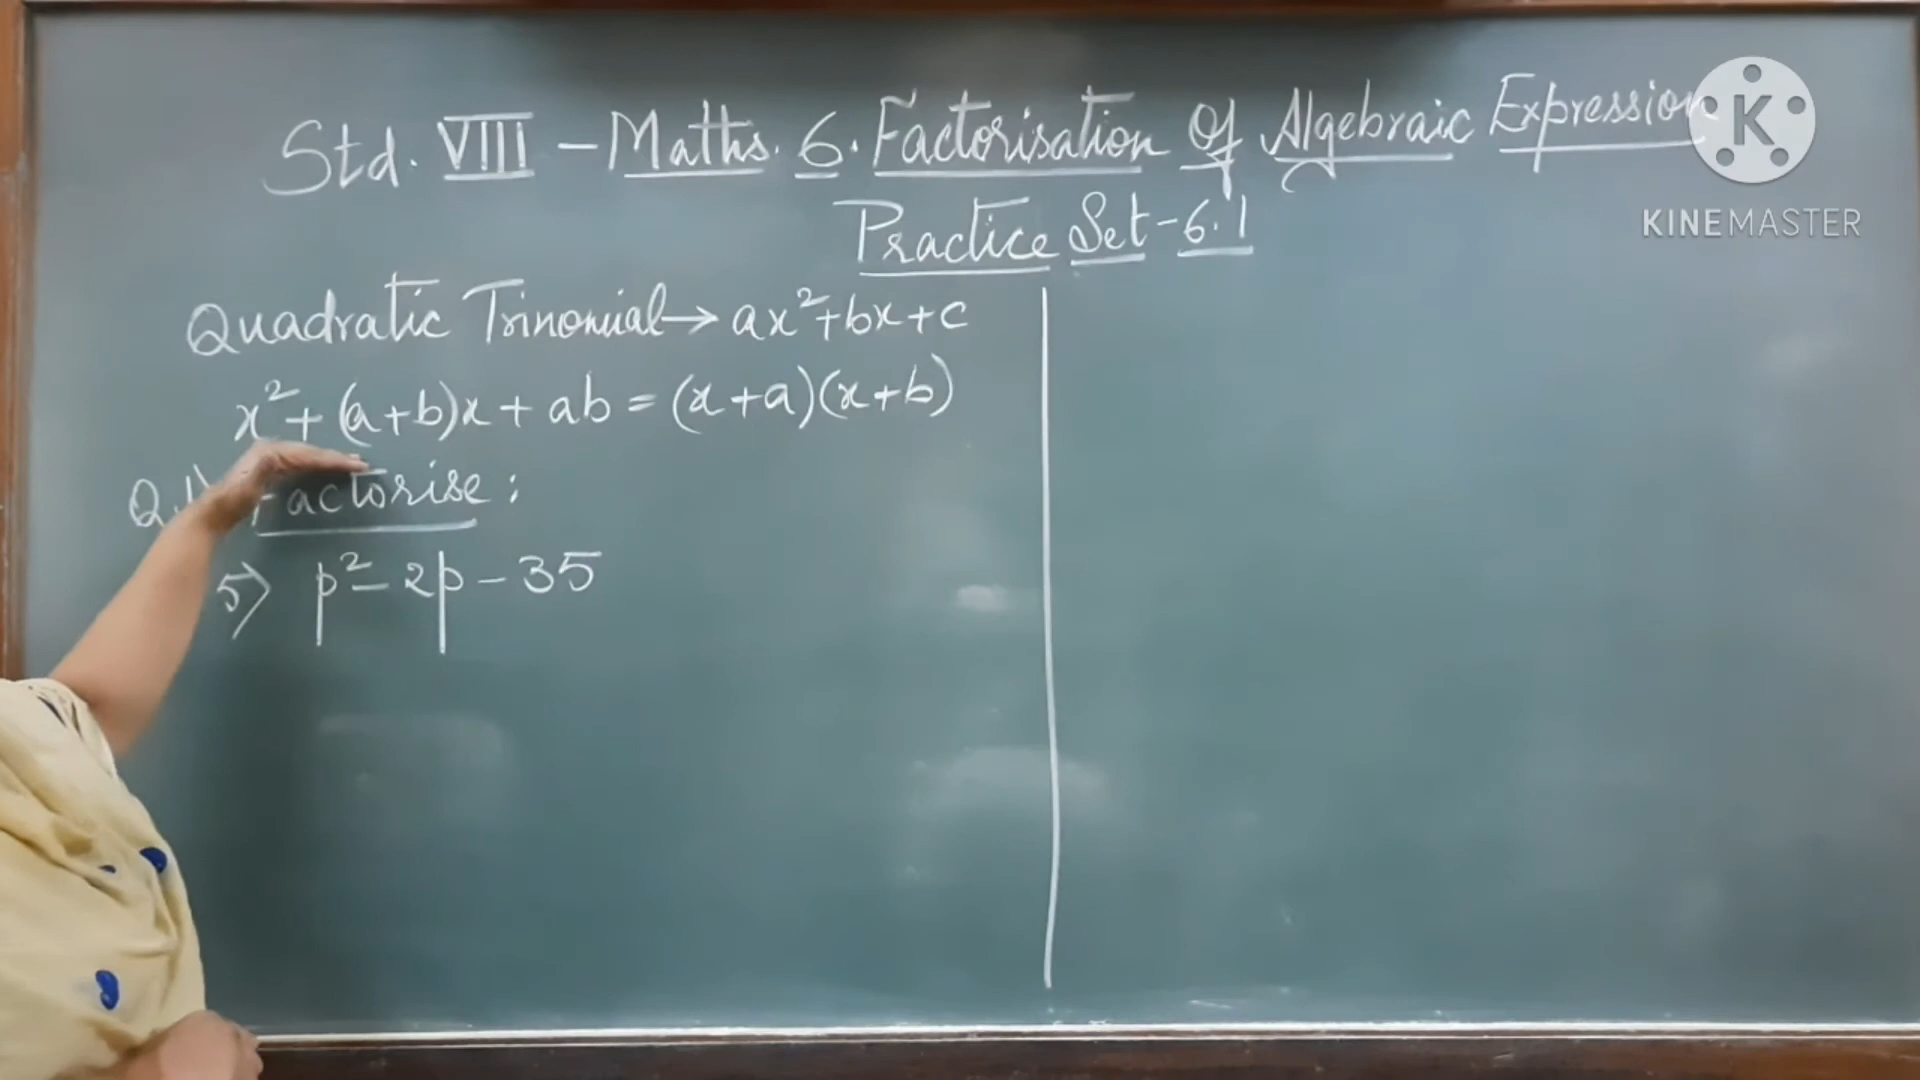 Std. VIII - Maths. 6. Factorisation Of Algebraic Expression
KINEMASTER
Practice Set - 6.1
Quadratic Trinomial → ax²+bx+c
x² + (a+b)x + ab = (x+a)(x+b)
Q.1) Factorise :
5) p² - 2p - 35